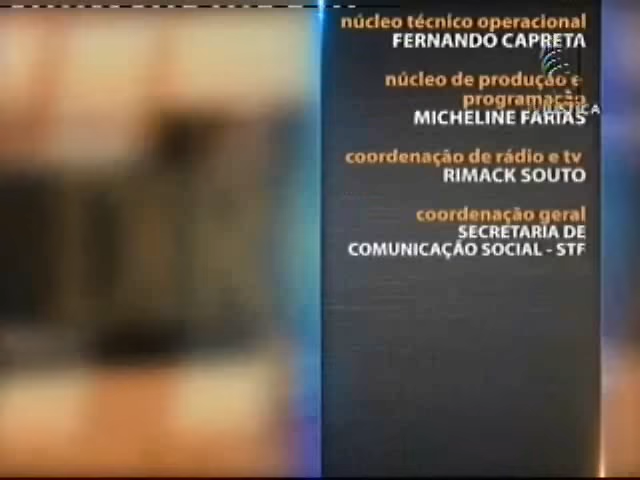 núcleo técnico operacional
FERNANDO CAPRETA
núcleo de produção e
programação
MICHELINE FARIAS
coordenação de rádio e tv
RIMACK SOUTO
coordenação geral
SECRETARIA DE
COMUNICAÇÃO SOCIAL - STF